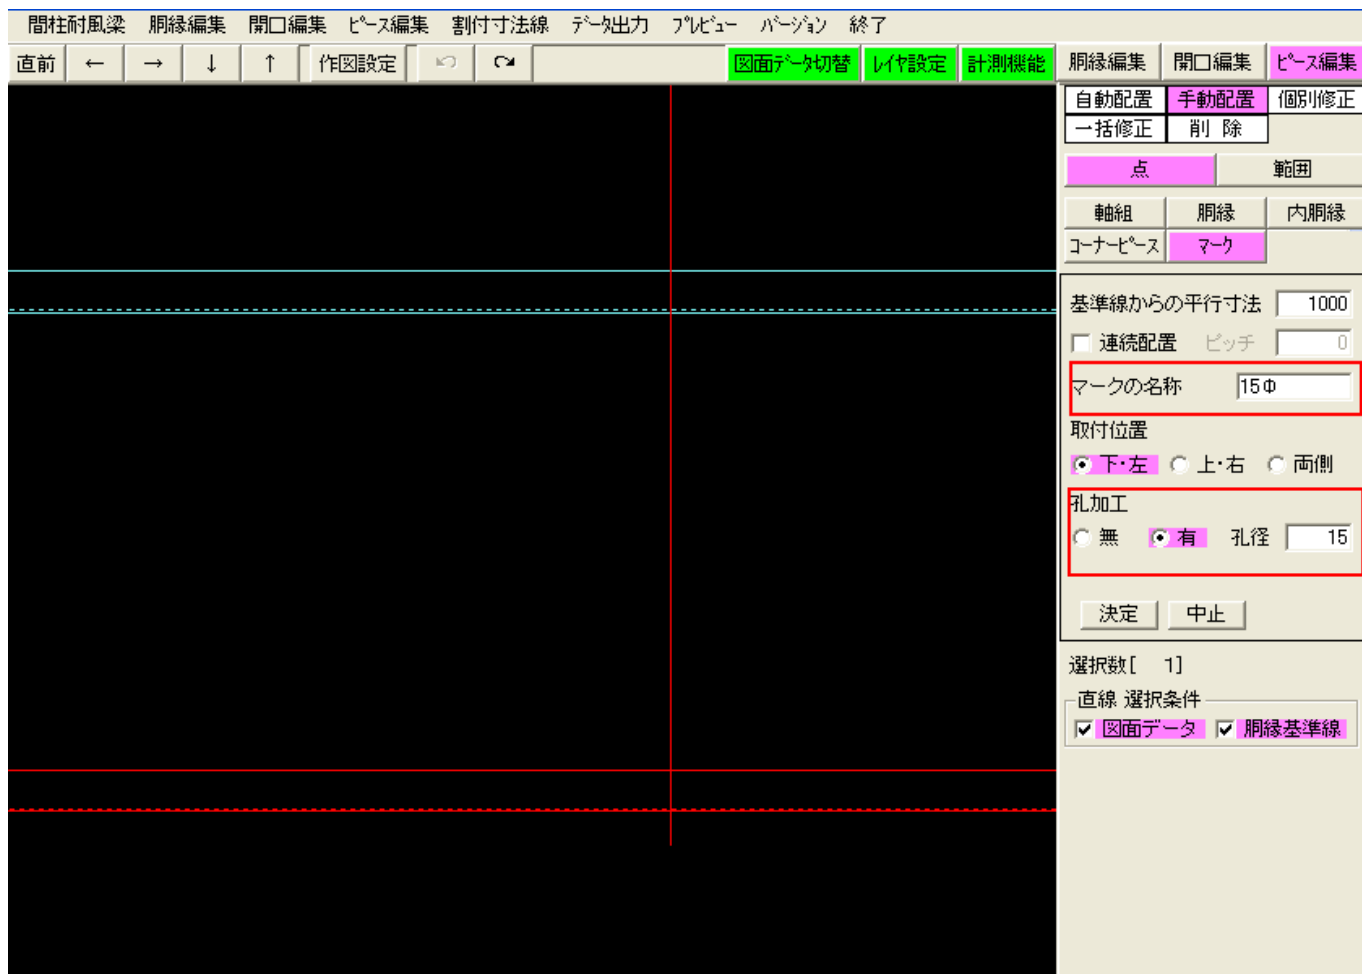 間柱耐風梁 胴縁編集 開口編集 ﾋﾟｰｽ編集 割付寸法線 ﾃﾞｰﾀ出力 ﾌﾟﾚﾋﾞｭｰ ﾊﾞｰｼﾞｮﾝ 終了
直前 ← → ↓ ↑ 作図設定 図面ﾃﾞｰﾀ切替 ﾚｲﾔ設定 計測機能 胴縁編集 開口編集 ﾋﾟｰｽ編集
自動配置 手動配置 個別修正
一括修正 削 除
点 範囲
軸組 胴縁 内胴縁
ｺｰﾅｰﾋﾟｰｽ ﾏｰｸ
基準線からの平行寸法 1000
連続配置 ピッチ 0
マークの名称 15Φ
取付位置
下・左 上・右 両側
孔加工
無 有 孔径 15
決定 中止
選択数[ 1]
直線 選択条件
図面データ 胴縁基準線